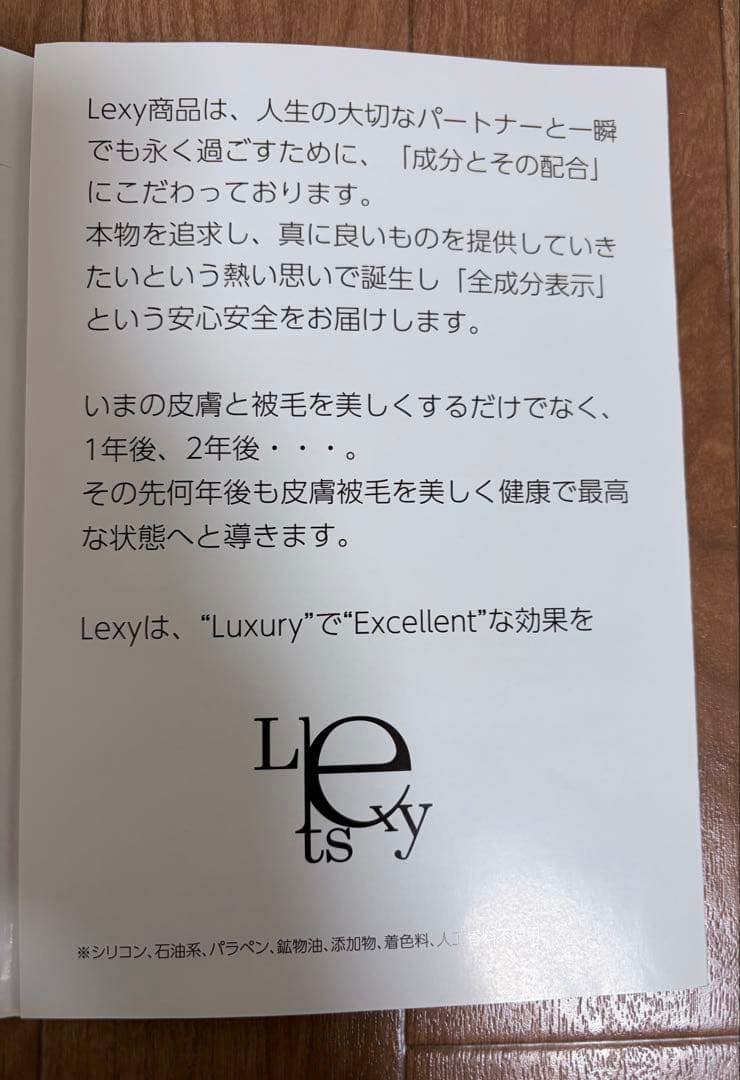 Lexy商品は、人生の大切なパートナーと一瞬
でも永く過ごすために、「成分とその配合」
にこだわっております。
本物を追求し、真に良いものを提供していき
たいという熱い思いで誕生し「全成分表示」
という安心安全をお届けします。
いまの皮膚と被毛を美しくするだけでなく、
1年後、2年後・・・。
その先何年後も皮膚被毛を美しく健康で最高
な状態へと導きます。
Lexyは、“Luxury”で“Excellent”な効果を
Lets
Lexy
※シリコン、石油系、パラペン、鉱物油、添加物、着色料、人工